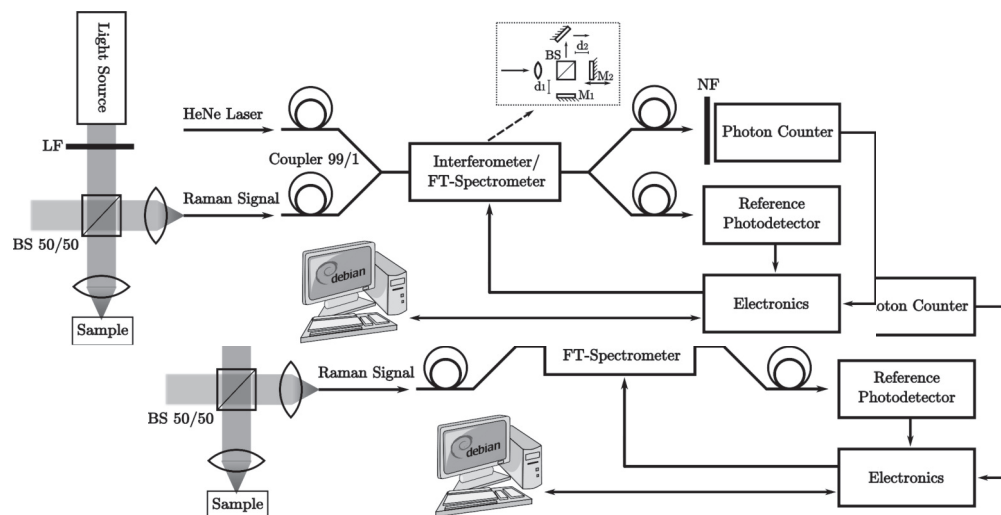 Light Source
LF
HeNe Laser
Coupler 99/1
Raman Signal
BS 50/50
Sample
BS
d2
d1
M2
M1
Interferometer/
FT-Spectrometer
NF
Photon Counter
Reference
Photodetector
Electronics
debian
oton Counter
FT-Spectrometer
Raman Signal
BS 50/50
Sample
Reference
Photodetector
Electronics
debian